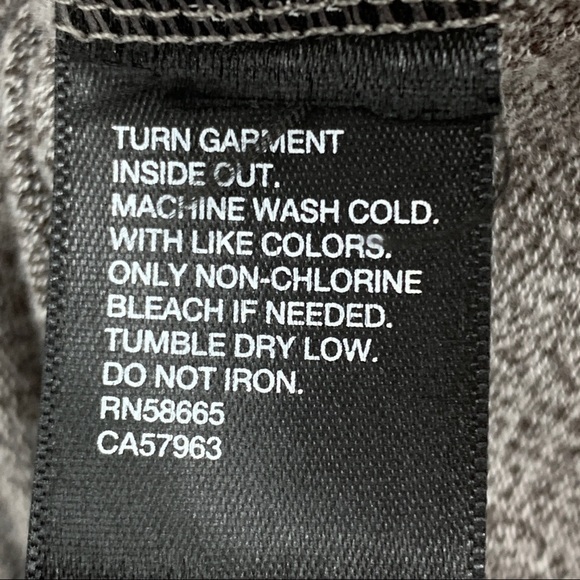 TURN GARMENT
INSIDE OUT.
MACHINE WASH COLD.
WITH LIKE COLORS.
ONLY NON-CHLORINE
BLEACH IF NEEDED.
TUMBLE DRY LOW.
DO NOT IRON.
RN58665
CA57963